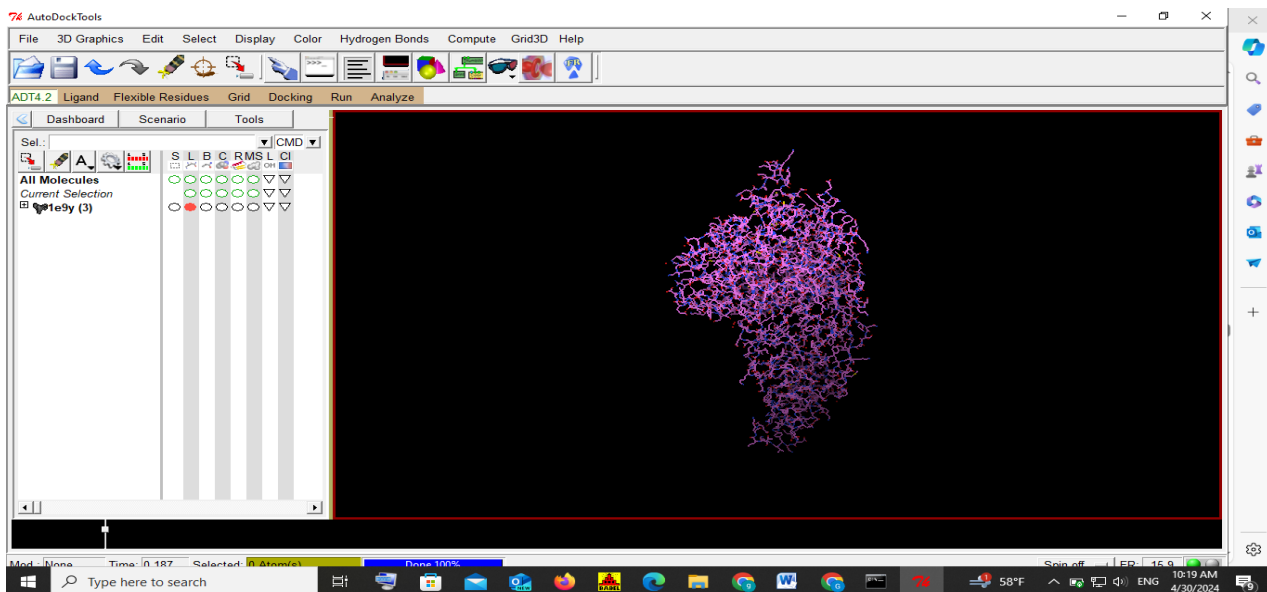 AutoDockTools
File 3D Graphics Edit Select Display Color Hydrogen Bonds Compute Grid3D Help
ADT4.2 Ligand Flexible Residues Grid Docking Run Analyze
Dashboard Scenario Tools
Sel.: CMD
S L B C R MS L Cl
All Molecules
Current Selection
1e9y (3)
Mod.: None Time: 0.187 Selected: 0 Atom(s) Done 100% Spin off FR: 15.9
Type here to search 58°F ENG 10:19 AM
4/30/2024